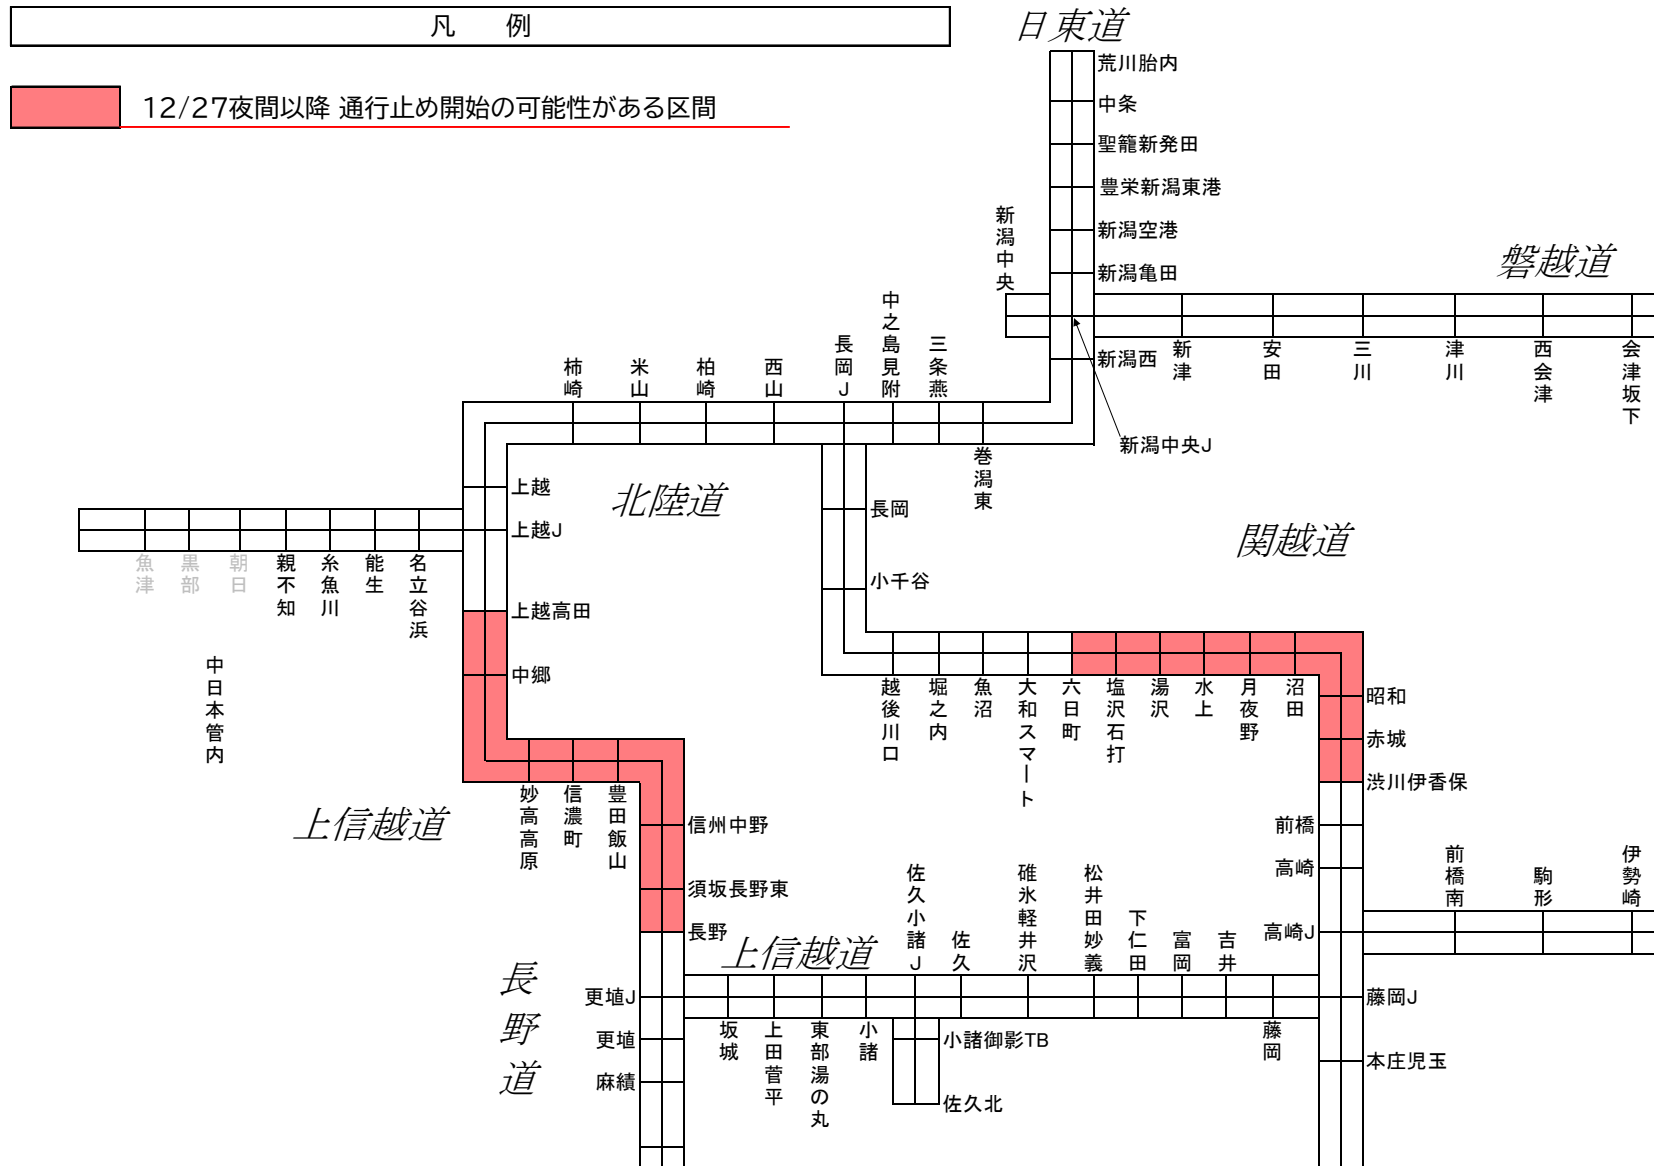 凡　例
12/27夜間以降 通行止め開始の可能性がある区間
日東道
荒川胎内
中条
聖籠新発田
豊栄新潟東港
新潟空港
新潟亀田
新潟中央
新潟西
新潟中央J
磐越道
新津
安田
三川
津川
西会津
会津坂下
柿崎
米山
柏崎
西山
長岡J
中之島見附
三条燕
巻潟東
北陸道
上越
上越J
魚津
黒部
朝日
親不知
糸魚川
能生
名立谷浜
中日本管内
上越高田
中郷
上信越道
妙高高原
信濃町
豊田飯山
信州中野
須坂長野東
長野
長岡
小千谷
関越道
越後川口
堀之内
魚沼
大和スマート
六日町
塩沢石打
湯沢
水上
月夜野
沼田
昭和
赤城
渋川伊香保
前橋
高崎
高崎J
前橋南
駒形
伊勢崎
長野道
更埴J
更埴
麻績
上信越道
坂城
上田菅平
東部湯の丸
小諸
佐久小諸J
小諸御影TB
佐久北
佐久
碓氷軽井沢
松井田妙義
下仁田
富岡
吉井
藤岡
藤岡J
本庄児玉